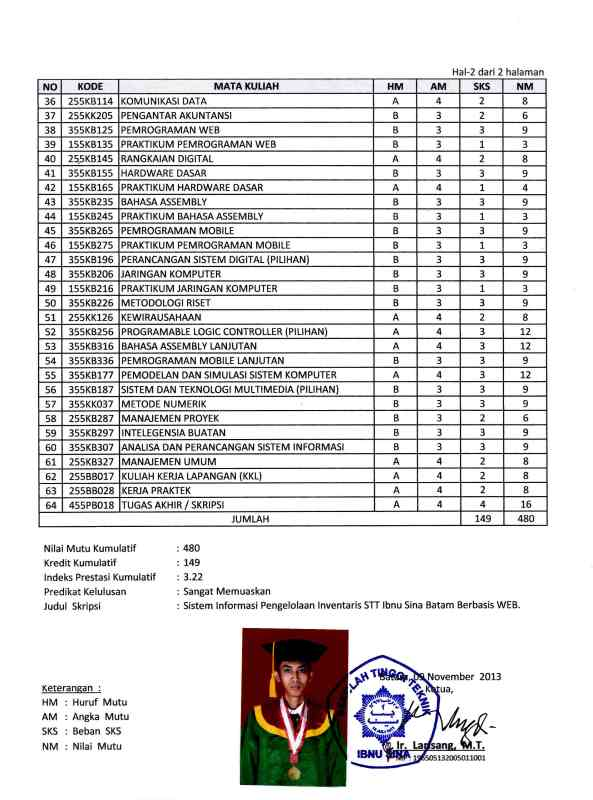 Hal-2 dari 2 halaman
NO KODE MATA KULIAH HM AM SKS NM
36 255KB114 KOMUNIKASI DATA A 4 2 8
37 255KK205 PENGANTAR AKUNTANSI B 3 2 6
38 355KB125 PEMROGRAMAN WEB B 3 3 9
39 155KB135 PRAKTIKUM PEMROGRAMAN WEB B 3 1 3
40 255KB145 RANGKAIAN DIGITAL A 4 2 8
41 355KB155 HARDWARE DASAR B 3 3 9
42 155KB165 PRAKTIKUM HARDWARE DASAR A 4 1 4
43 355KB235 BAHASA ASSEMBLY B 3 3 9
44 155KB245 PRAKTIKUM BAHASA ASSEMBLY B 3 1 3
45 355KB265 PEMROGRAMAN MOBILE B 3 3 9
46 155KB275 PRAKTIKUM PEMROGRAMAN MOBILE B 3 1 3
47 355KB196 PERANCANGAN SISTEM DIGITAL (PILIHAN) B 3 3 9
48 355KB206 JARINGAN KOMPUTER B 3 3 9
49 155KB216 PRAKTIKUM JARINGAN KOMPUTER B 3 1 3
50 355KB226 METODOLOGI RISET B 3 3 9
51 255KK126 KEWIRAUSAHAAN A 4 2 8
52 355KB256 PROGRAMABLE LOGIC CONTROLLER (PILIHAN) A 4 3 12
53 355KB316 BAHASA ASSEMBLY LANJUTAN A 4 3 12
54 355KB336 PEMROGRAMAN MOBILE LANJUTAN B 3 3 9
55 355KB177 PEMODELAN DAN SIMULASI SISTEM KOMPUTER A 4 3 12
56 355KB187 SISTEM DAN TEKNOLOGI MULTIMEDIA (PILIHAN) B 3 3 9
57 355KK037 METODE NUMERIK B 3 3 9
58 255KB287 MANAJEMEN PROYEK B 3 2 6
59 355KB297 INTELEGENSIA BUATAN B 3 3 9
60 355KB307 ANALISA DAN PERANCANGAN SISTEM INFORMASI B 3 3 9
61 255KB327 MANAJEMEN UMUM A 4 2 8
62 255BB017 KULIAH KERJA LAPANGAN (KKL) A 4 2 8
63 255BB028 KERJA PRAKTEK A 4 2 8
64 455PB018 TUGAS AKHIR / SKRIPSI A 4 4 16
JUMLAH 149 480
Nilai Mutu Kumulatif : 480
Kredit Kumulatif : 149
Indeks Prestasi Kumulatif : 3.22
Predikat Kelulusan : Sangat Memuaskan
Judul Skripsi : Sistem Informasi Pengelolaan Inventaris STT Ibnu Sina Batam Berbasis WEB.
Keterangan :
HM : Huruf Mutu
AM : Angka Mutu
SKS : Beban SKS
NM : Nilai Mutu
Batam, 09 November 2013
Ketua,
TINGGI TEKNIK
IBNU SINA
Ir. Larsang, M.T.